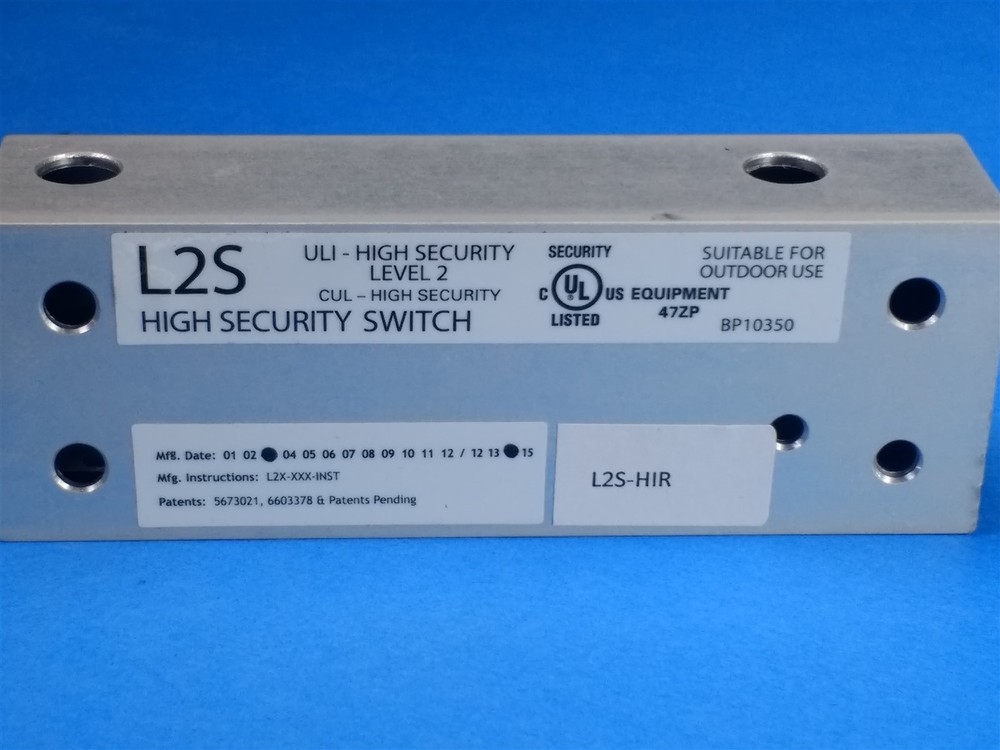 L2S
HIGH SECURITY SWITCH
ULI - HIGH SECURITY
LEVEL 2
CUL – HIGH SECURITY
SECURITY
C UL US EQUIPMENT
LISTED
47ZP
SUITABLE FOR
OUTDOOR USE
BP10350
Mfg. Date: 01 02 04 05 06 07 08 09 10 11 12 / 12 13 15
Mfg. Instructions: L2X-XXX-INST
Patents: 5673021, 6603378 & Patents Pending
L2S-HIR